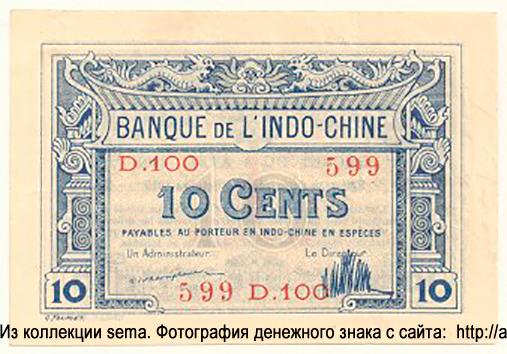 BANQUE DE L'INDO-CHINE
D.100 599
10 CENTS
PAYABLES AU PORTEUR EN INDO-CHINE EN ESPÈCES
Un Administrateur Le Directeur
599 D.100
10 10
Из коллекции sema. Фотография денежного знака с сайта: http://a